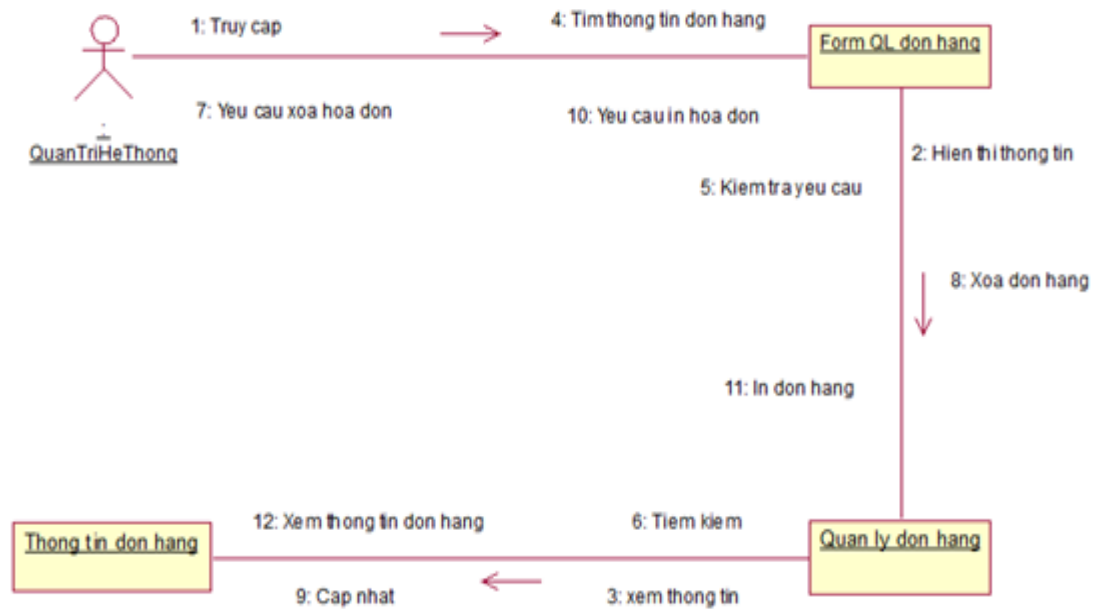 1: Truy cap
4: Tim thong tin don hang
Form QL don hang
7: Yeu cau xoa hoa don
10: Yeu cau in hoa don
QuanTriHeThong
2: Hien thi thong tin
5: Kiem tra yeu cau
8: Xoa don hang
11: In don hang
12: Xem thong tin don hang
6: Tiem kiem
Thong tin don hang
Quan ly don hang
9: Cap nhat
3: xem thong tin